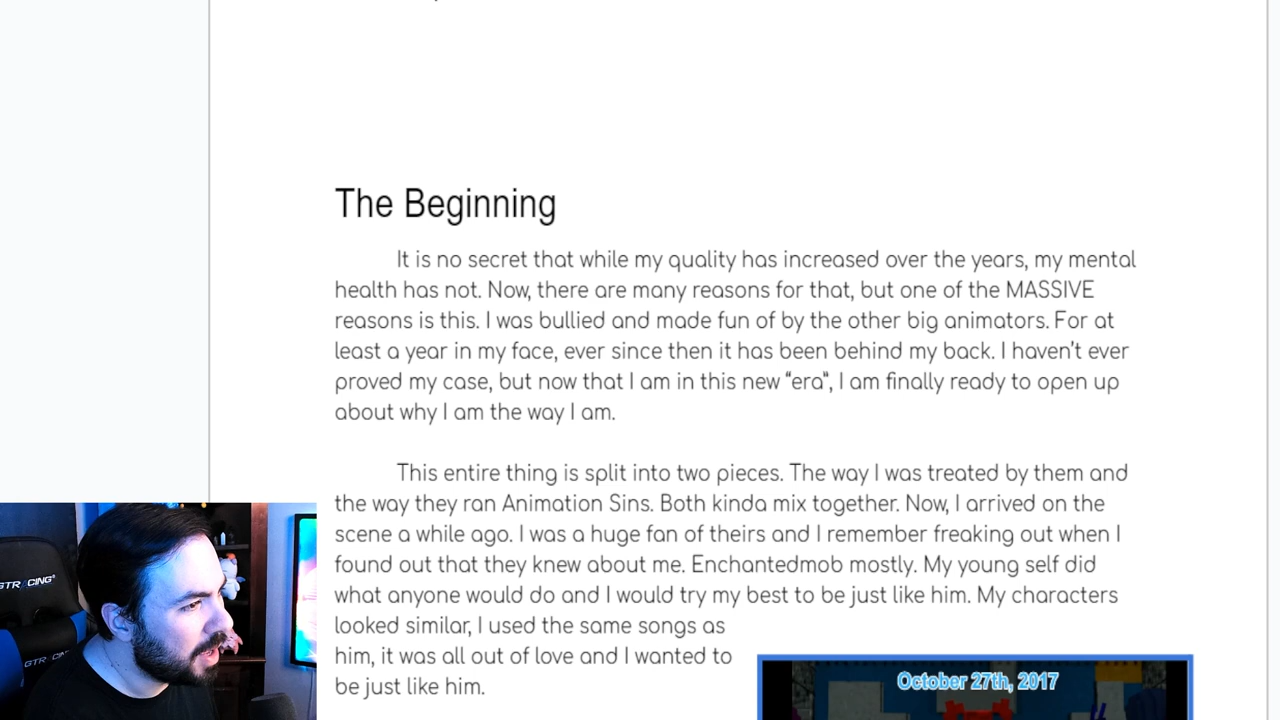 The Beginning
It is no secret that while my quality has increased over the years, my mental
health has not. Now, there are many reasons for that, but one of the MASSIVE
reasons is this. I was bullied and made fun of by the other big animators. For at
least a year in my face, ever since then it has been behind my back. I haven't ever
proved my case, but now that I am in this new “era”, I am finally ready to open up
about why I am the way I am.
This entire thing is split into two pieces. The way I was treated by them and
the way they ran Animation Sins. Both kinda mix together. Now, I arrived on the
scene a while ago. I was a huge fan of theirs and I remember freaking out when I
found out that they knew about me. Enchantedmob mostly. My young self did
what anyone would do and I would try my best to be just like him. My characters
looked similar, I used the same songs as
him, it was all out of love and I wanted to
be just like him.
October 27th, 2017
GTRACING